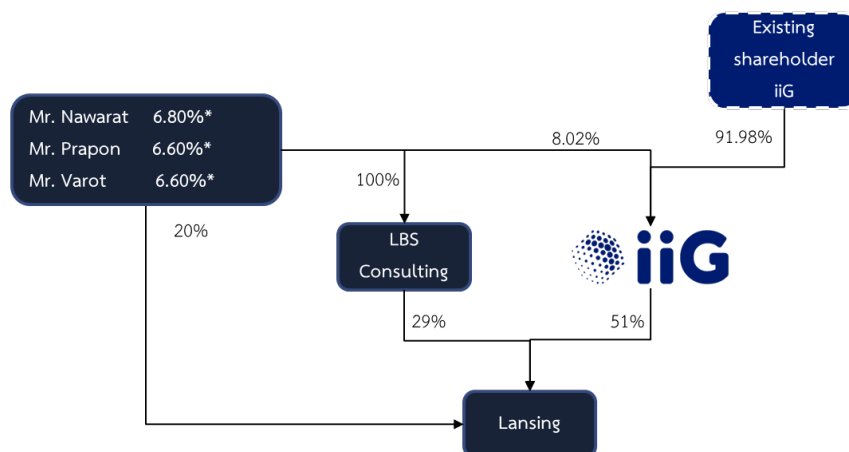 Existing
shareholder
iiG
Mr. Nawarat 6.80%*
Mr. Prapon 6.60%*
Mr. Varot 6.60%*
8.02%
91.98%
100%
20%
LBS
Consulting
iiG
29%
51%
Lansing